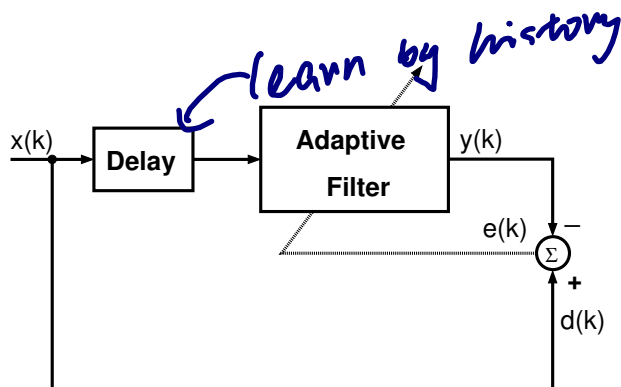 learn by history
x(k)
Delay
Adaptive
Filter
y(k)
e(k)
−
Σ
+
d(k)